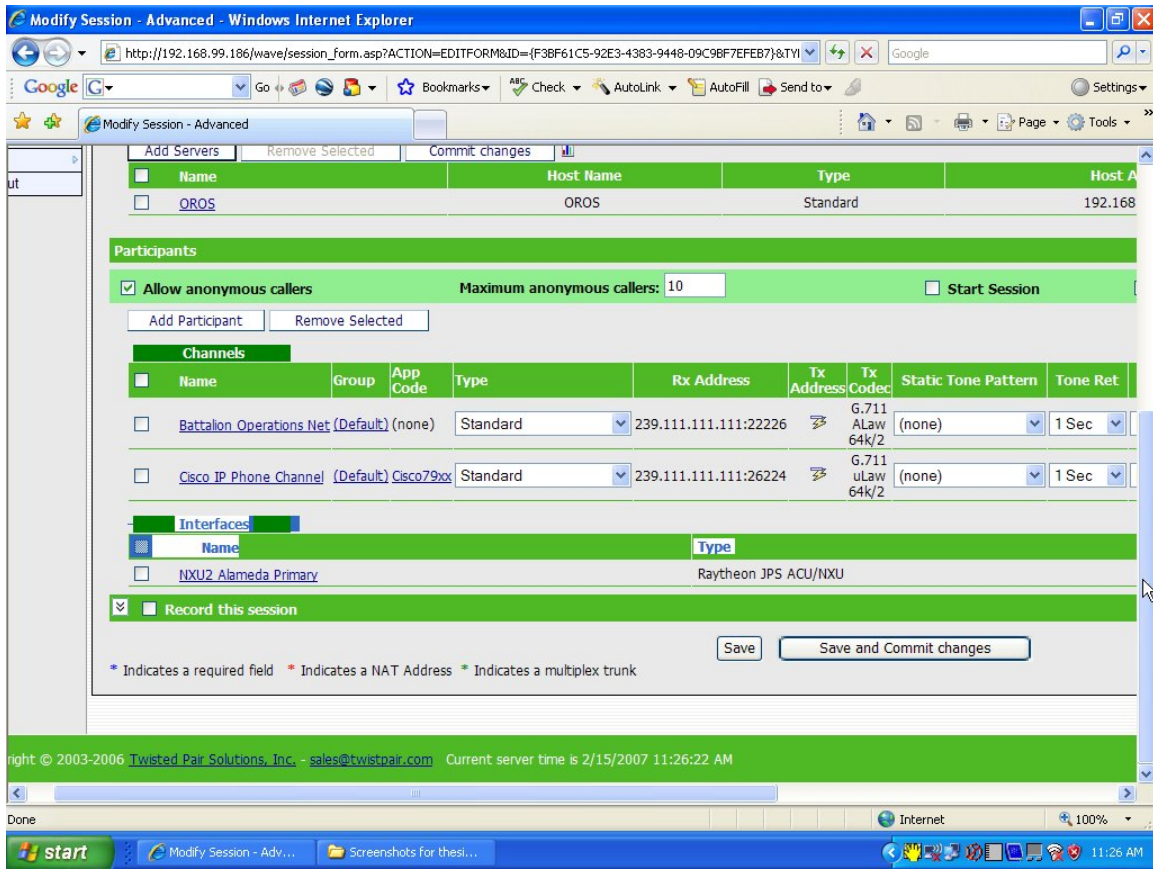 Modify Session - Advanced - Windows Internet Explorer
http://192.168.99.186/wave/session_form.asp?ACTION=EDITFORM&ID={F3BF61C5-92E3-4383-9448-09C9BF7EFEB7}&TYI
Google
Google G Go Bookmarks ABC Check AutoLink AutoFill Send to Settings
Modify Session - Advanced Page Tools »
ut
Add Servers Remove Selected Commit changes
Name Host Name Type Host A
OROS OROS Standard 192.168
Participants
Allow anonymous callers Maximum anonymous callers: 10 Start Session
Add Participant Remove Selected
Channels
Name Group App Code Type Rx Address Tx Address Tx Codec Static Tone Pattern Tone Ret
Battalion Operations Net (Default) (none) Standard 239.111.111.111:22226 G.711 ALaw 64k/2 (none) 1 Sec
Cisco IP Phone Channel (Default) Cisco79xx Standard 239.111.111.111:26224 G.711 uLaw 64k/2 (none) 1 Sec
Interfaces
Name Type
NXU2 Alameda Primary Raytheon JPS ACU/NXU
Record this session
Save Save and Commit changes
* Indicates a required field * Indicates a NAT Address * Indicates a multiplex trunk
right © 2003-2006 Twisted Pair Solutions, Inc. - sales@twistpair.com Current server time is 2/15/2007 11:26:22 AM
Done Internet 100%
start Modify Session - Adv... Screenshots for thesi... 11:26 AM